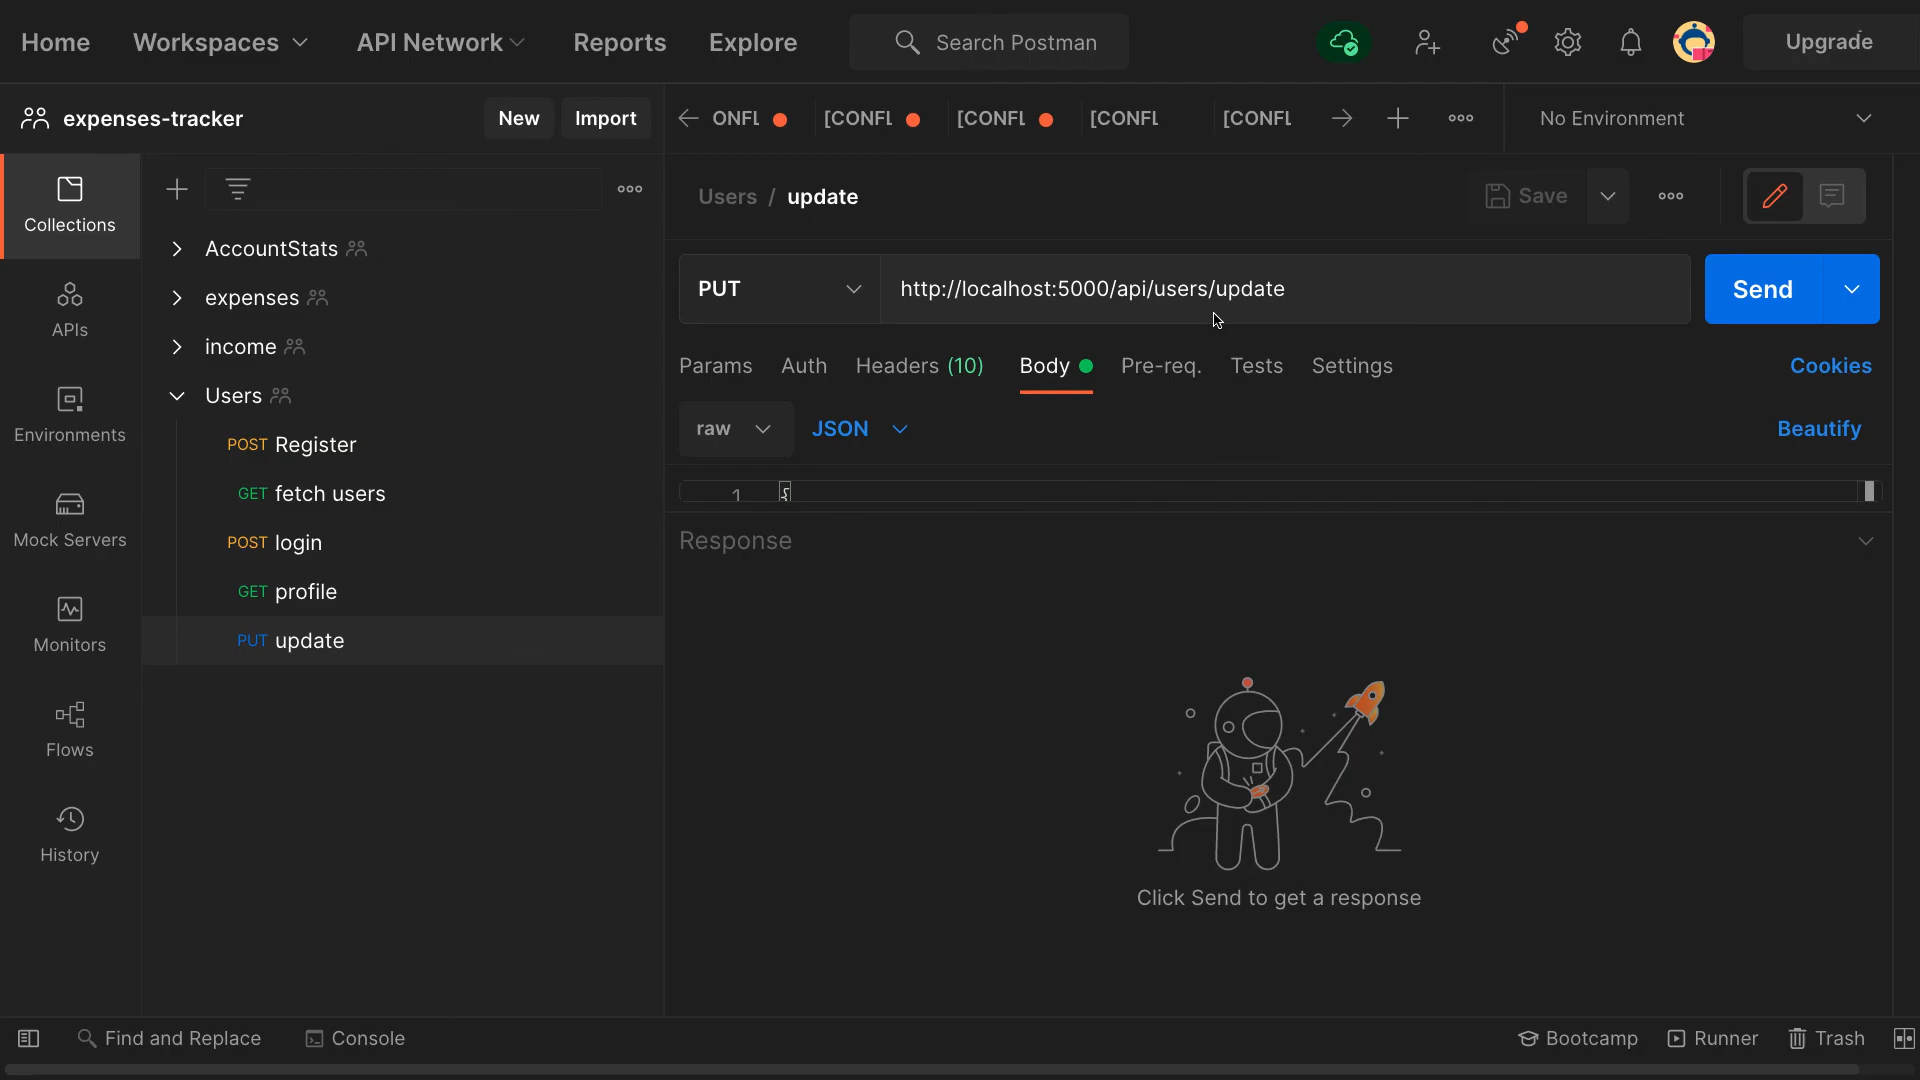 Home Workspaces API Network Reports Explore Search Postman Upgrade
expenses-tracker New Import ONFL [CONFL [CONFL [CONFL [CONFL No Environment
Collections
APIs
Environments
Mock Servers
Monitors
Flows
History
AccountStats
expenses
income
Users
POST Register
GET fetch users
POST login
GET profile
PUT update
Users / update Save
PUT http://localhost:5000/api/users/update Send
Params Auth Headers (10) Body Pre-req. Tests Settings Cookies
raw JSON Beautify
1 {
Response
Click Send to get a response
Find and Replace Console Bootcamp Runner Trash